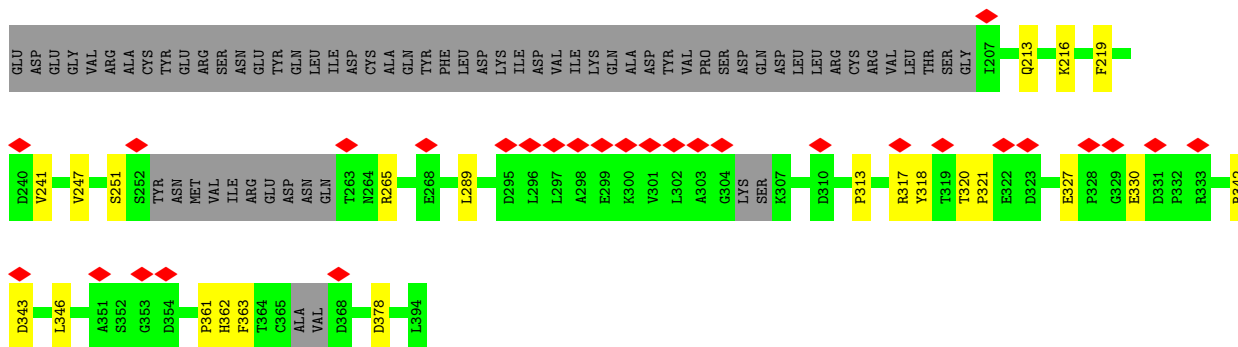 GLU ASP GLU GLY VAL ARG ALA CYS TYR GLU ARG SER ASN GLU TYR GLN LEU ILE ASP CYS ALA GLN TYR PHE LEU ASP LYS ILE ASP VAL ILE LYS GLN ALA ASP TYR VAL PRO SER ASP GLN ASP LEU LEU ARG CYS ARG VAL LEU THR SER GLY I207 Q213 K216 F219
D240 V241 V247 S251 S252 TYR ASN MET VAL ILE ARG GLU ASP ASN GLN T263 N264 R265 E268 L289 D295 L296 L297 A298 E299 K300 V301 L302 A303 G304 LYS SER K307 D310 P313 R317 Y318 T319 T320 P321 E322 D323 E327 P328 G329 E330 D331 P332 R333
D343 L346 A351 S352 G353 D354 P361 H362 F363 T364 C365 ALA VAL D368 D378 L394